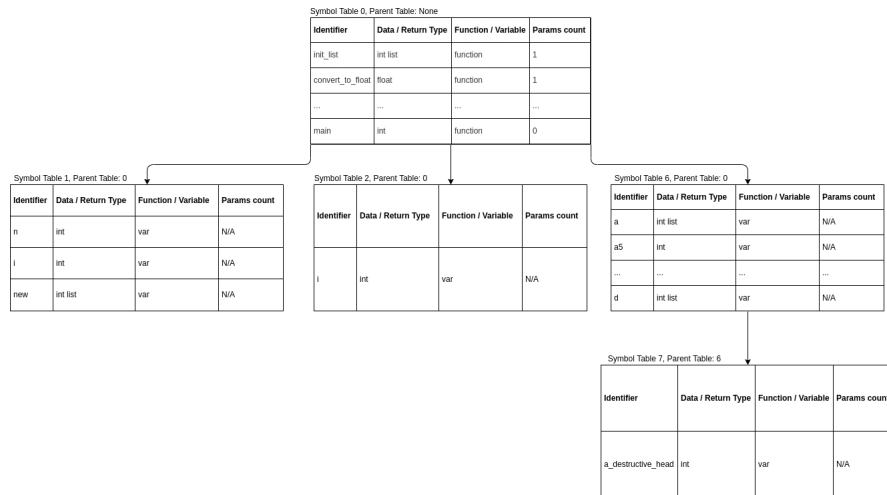 Symbol Table 0, Parent Table: None
Identifier Data / Return Type Function / Variable Params count
init_list int list function 1
convert_to_float float function 1
... ... ... ...
main int function 0
Symbol Table 1, Parent Table: 0
Identifier Data / Return Type Function / Variable Params count
n int var N/A
i int var N/A
new int list var N/A
Symbol Table 2, Parent Table: 0
Identifier Data / Return Type Function / Variable Params count
i int var N/A
Symbol Table 6, Parent Table: 0
Identifier Data / Return Type Function / Variable Params count
a int list var N/A
a5 int var N/A
... ... ... ...
d int list var N/A
Symbol Table 7, Parent Table: 6
Identifier Data / Return Type Function / Variable Params count
a_destructive_head int var N/A